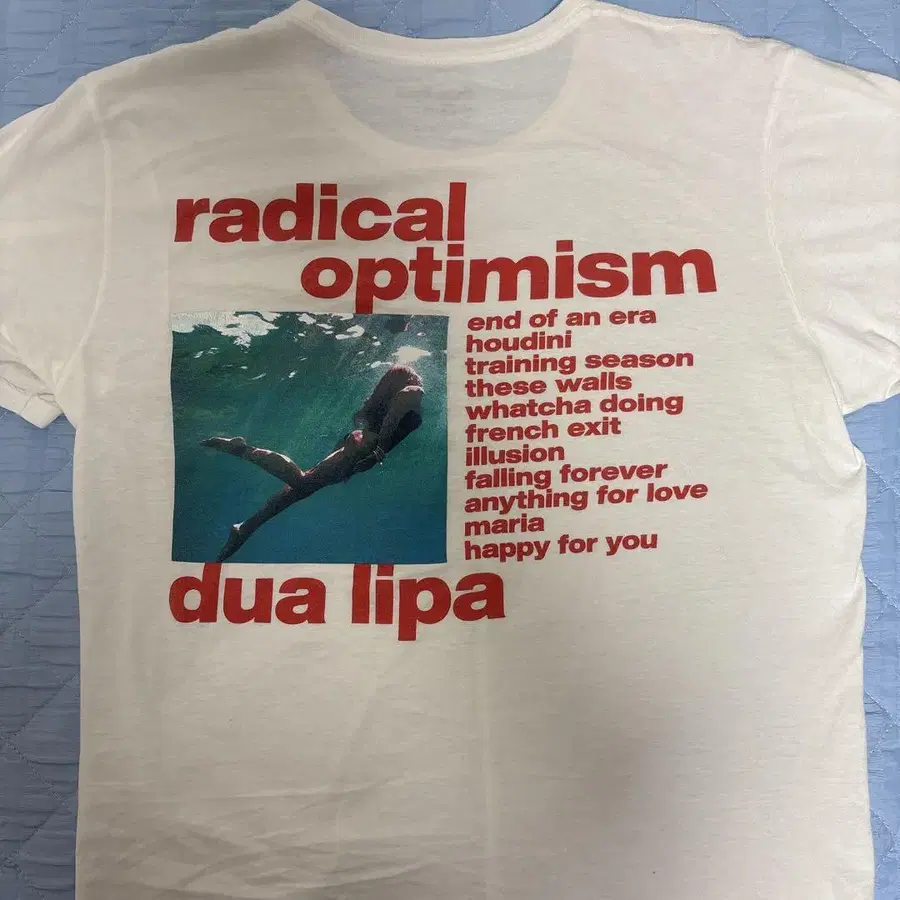 radical
optimism
end of an era
houdini
training season
these walls
whatcha doing
french exit
illusion
falling forever
anything for love
maria
happy for you
dua lipa